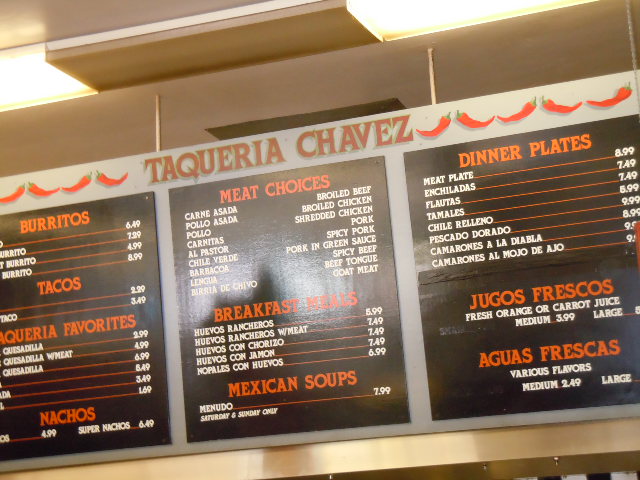 TAQUERIA CHAVEZ
BURRITOS
6.49
7.49
BURRITO 4.99
BURRITO 8.99
TACOS
2.29
TACO 3.49
TAQUERIA FAVORITES
QUESADILLA 2.99
QUESADILLA W/MEAT 4.99
QUESADILLA 6.99
3.49
1.69
NACHOS
4.99 SUPER NACHOS 6.49
MEAT CHOICES
CARNE ASADA BROILED BEEF
POLLO ASADA BROILED CHICKEN
POLLO SHREDDED CHICKEN
CARNITAS PORK
AL PASTOR SPICY PORK
CHILE VERDE PORK IN GREEN SAUCE
BARBACOA SPICY BEEF
LENGUA BEEF TONGUE
BIRRIA DE CHIVO GOAT MEAT
BREAKFAST MEALS
HUEVOS RANCHEROS 5.99
HUEVOS RANCHEROS W/MEAT 7.49
HUEVOS CON CHORIZO 7.49
HUEVOS CON JAMON 7.49
NOPALES CON HUEVOS 6.99
MEXICAN SOUPS
MENUDO 7.99
SATURDAY & SUNDAY ONLY
DINNER PLATES
MEAT PLATE 8.99
ENCHILADAS 7.49
FLAUTAS 7.49
TAMALES 8.99
CHILE RELLENO 9.99
PESCADO DORADO 8.99
CAMARONES A LA DIABLA
CAMARONES AL MOJO DE AJO
JUGOS FRESCOS
FRESH ORANGE OR CARROT JUICE
MEDIUM 3.99 LARGE
AGUAS FRESCAS
VARIOUS FLAVORS
MEDIUM 2.49 LARGE